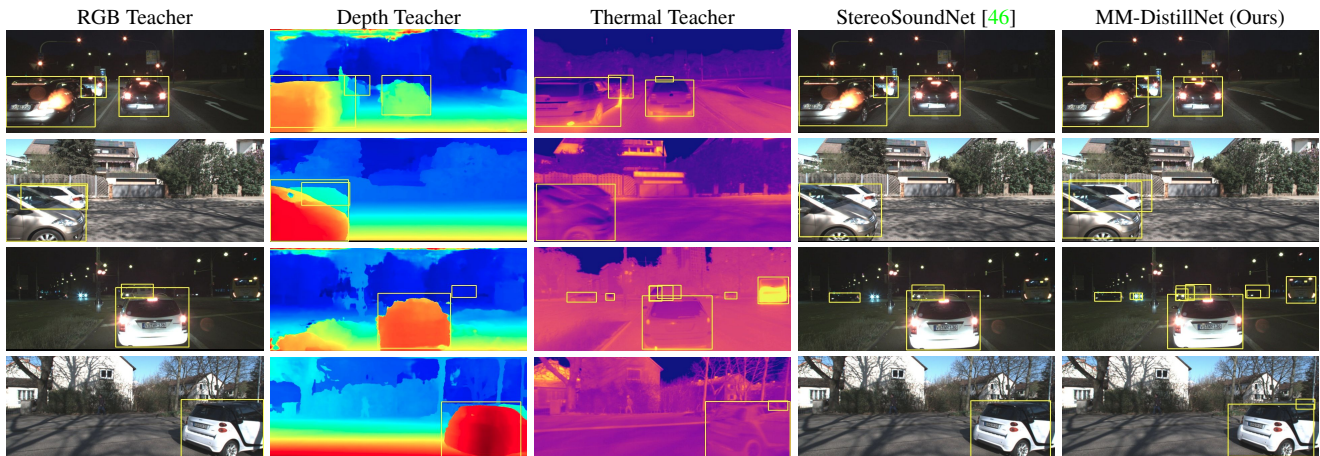 RGB Teacher
Depth Teacher
Thermal Teacher
StereoSoundNet [46]
MM-DistillNet (Ours)